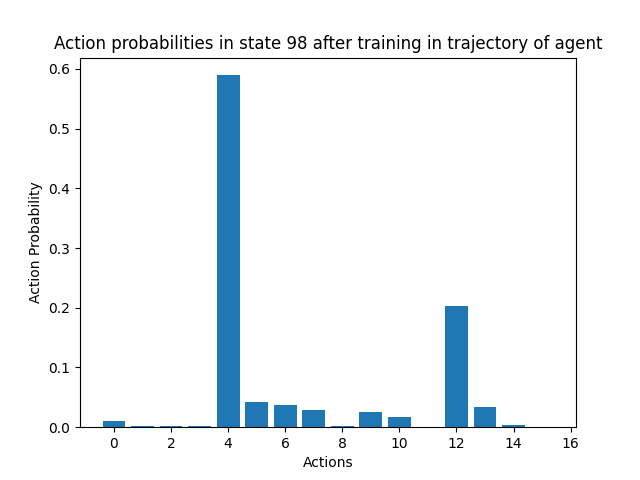 Action probabilities in state 98 after training in trajectory of agent
0.6
0.5
0.4
0.3
0.2
0.1
0.0
Action Probability
0 2 4 6 8 10 12 14 16
Actions